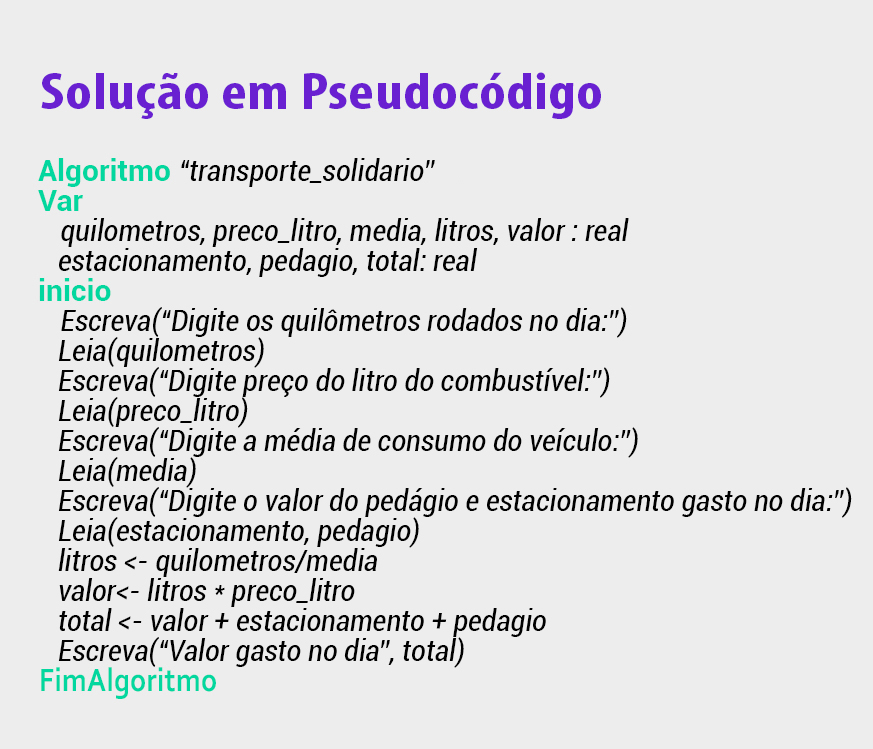 Solução em Pseudocódigo
Algoritmo “transporte_solidario”
Var
quilometros, preco_litro, media, litros, valor : real
estacionamento, pedagio, total: real
inicio
Escreva(“Digite os quilômetros rodados no dia:”)
Leia(quilometros)
Escreva(“Digite preço do litro do combustível:”)
Leia(preco_litro)
Escreva(“Digite a média de consumo do veículo:”)
Leia(media)
Escreva(“Digite o valor do pedágio e estacionamento gasto no dia:”)
Leia(estacionamento, pedagio)
litros <- quilometros/media
valor<- litros * preco_litro
total <- valor + estacionamento + pedagio
Escreva(“Valor gasto no dia”, total)
FimAlgoritmo